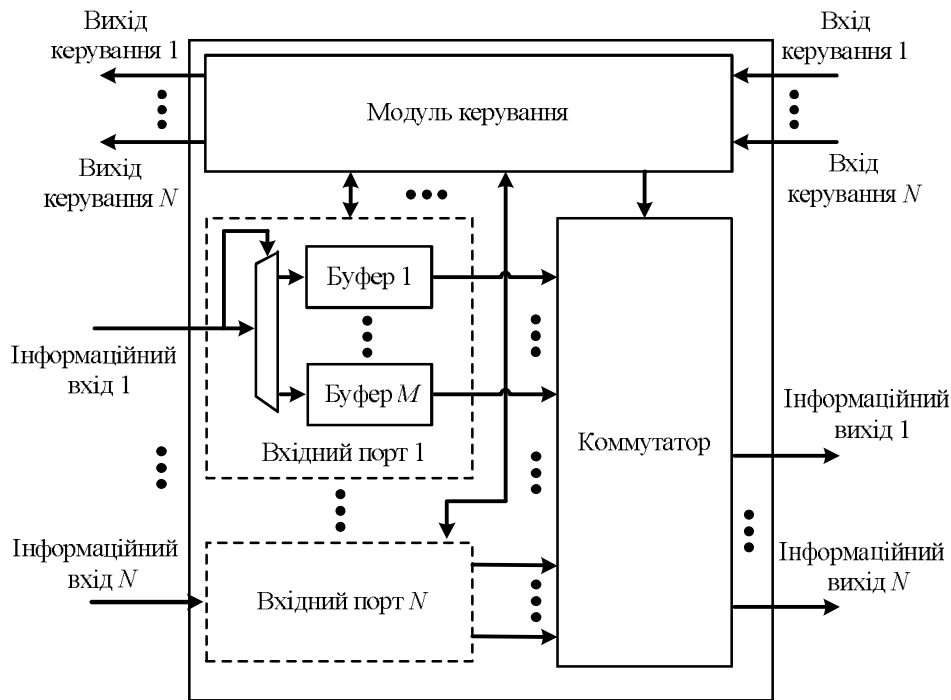 Вихід
керування 1
Вхід
керування 1
Модуль керування
Вихід
керування N
Вхід
керування N
Буфер 1
Інформаційний
вхід 1
Буфер M
Вхідний порт 1
Коммутатор
Інформаційний
вихід 1
Інформаційний
вхід N
Вхідний порт N
Інформаційний
вихід N